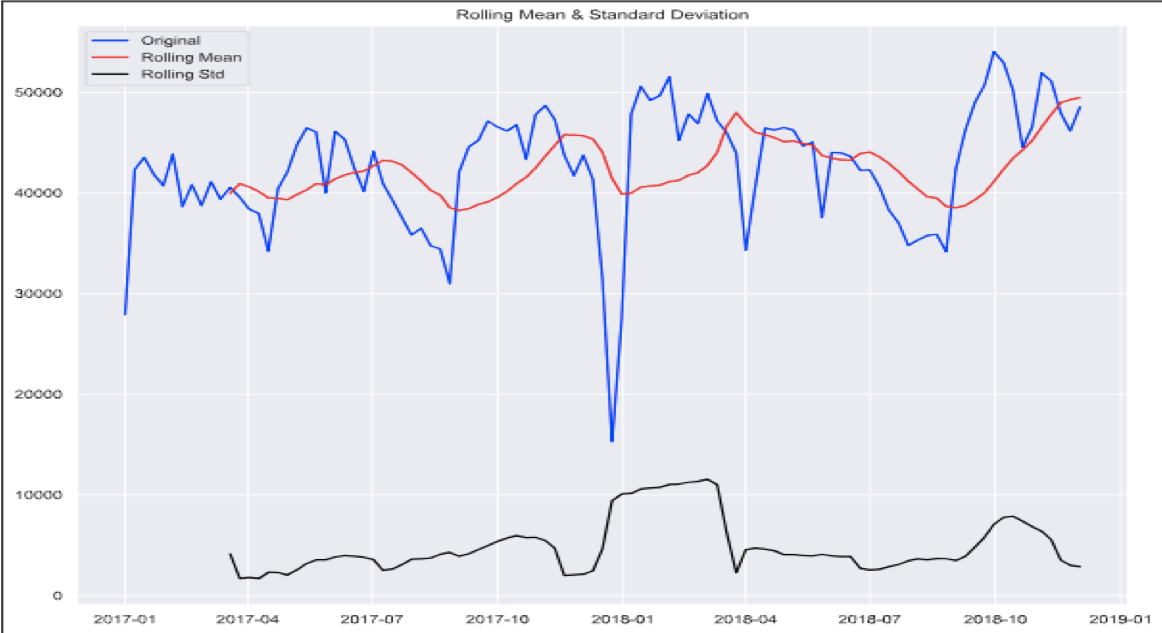 Rolling Mean & Standard Deviation
Original
Rolling Mean
Rolling Std
50000
40000
30000
20000
10000
0
2017-01 2017-04 2017-07 2017-10 2018-01 2018-04 2018-07 2018-10 2019-01